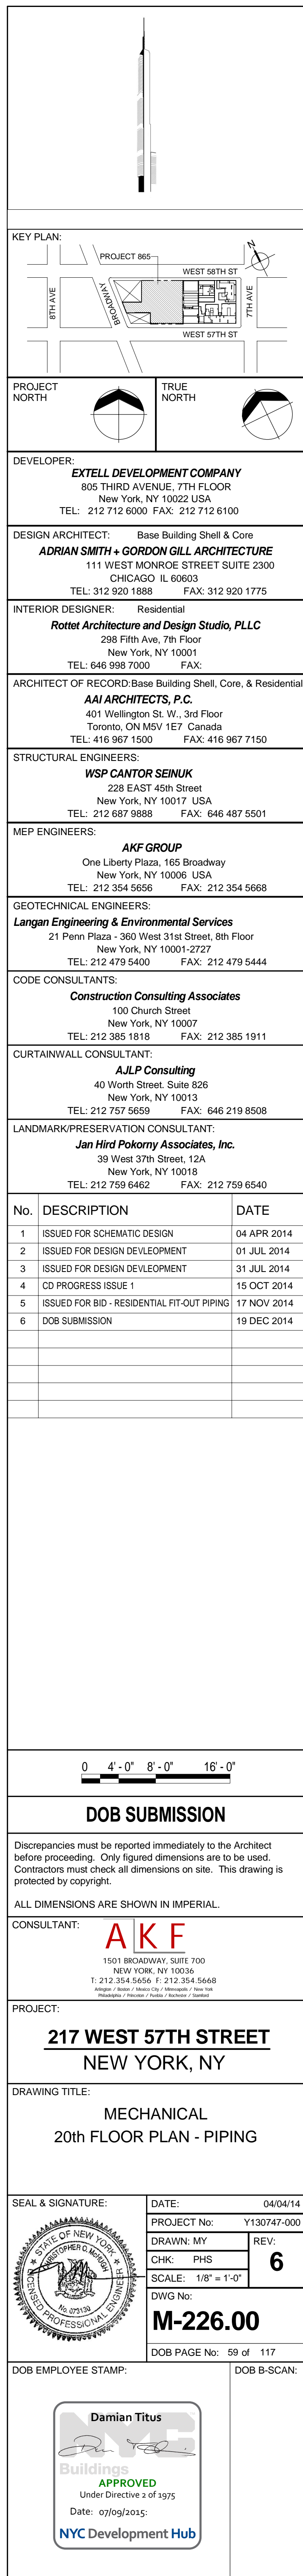 KEY PLAN:
N
PROJECT 865
WEST 58TH ST
8TH AVE
BROADWAY
7TH AVE
WEST 57TH ST
PROJECT
NORTH
TRUE
NORTH
DEVELOPER:
EXTELL DEVELOPMENT COMPANY
805 THIRD AVENUE, 7TH FLOOR
New York, NY 10022 USA
TEL: 212 712 6000 FAX: 212 712 6100
DESIGN ARCHITECT: Base Building Shell & Core
ADRIAN SMITH + GORDON GILL ARCHITECTURE
111 WEST MONROE STREET SUITE 2300
CHICAGO IL 60603
TEL: 312 920 1888 FAX: 312 920 1775
INTERIOR DESIGNER: Residential
Rottet Architecture and Design Studio, PLLC
298 Fifth Ave, 7th Floor
New York, NY 10001
TEL: 646 998 7000 FAX:
ARCHITECT OF RECORD:Base Building Shell, Core, & Residential
AAI ARCHITECTS, P.C.
401 Wellington St. W., 3rd Floor
Toronto, ON M5V 1E7 Canada
TEL: 416 967 1500 FAX: 416 967 7150
STRUCTURAL ENGINEERS:
WSP CANTOR SEINUK
228 EAST 45th Street
New York, NY 10017 USA
TEL: 212 687 9888 FAX: 646 487 5501
MEP ENGINEERS:
AKF GROUP
One Liberty Plaza, 165 Broadway
New York, NY 10006 USA
TEL: 212 354 5656 FAX: 212 354 5668
GEOTECHNICAL ENGINEERS:
Langan Engineering & Environmental Services
21 Penn Plaza - 360 West 31st Street, 8th Floor
New York, NY 10001-2727
TEL: 212 479 5400 FAX: 212 479 5444
CODE CONSULTANTS:
Construction Consulting Associates
100 Church Street
New York, NY 10007
TEL: 212 385 1818 FAX: 212 385 1911
CURTAINWALL CONSULTANT:
AJLP Consulting
40 Worth Street. Suite 826
New York, NY 10013
TEL: 212 757 5659 FAX: 646 219 8508
LANDMARK/PRESERVATION CONSULTANT:
Jan Hird Pokorny Associates, Inc.
39 West 37th Street, 12A
New York, NY 10018
TEL: 212 759 6462 FAX: 212 759 6540
No. DESCRIPTION DATE
1 ISSUED FOR SCHEMATIC DESIGN 04 APR 2014
2 ISSUED FOR DESIGN DEVLEOPMENT 01 JUL 2014
3 ISSUED FOR DESIGN DEVLEOPMENT 31 JUL 2014
4 CD PROGRESS ISSUE 1 15 OCT 2014
5 ISSUED FOR BID - RESIDENTIAL FIT-OUT PIPING 17 NOV 2014
6 DOB SUBMISSION 19 DEC 2014
0 4' - 0" 8' - 0" 16' - 0"
DOB SUBMISSION
Discrepancies must be reported immediately to the Architect
before proceeding. Only figured dimensions are to be used.
Contractors must check all dimensions on site. This drawing is
protected by copyright.
ALL DIMENSIONS ARE SHOWN IN IMPERIAL.
CONSULTANT:
AKF
1501 BROADWAY, SUITE 700
NEW YORK, NY 10036
T: 212.354.5656 F: 212.354.5668
Arlington / Boston / Mexico City / Minneapolis / New York
Philadelphia / Princeton / Puebla / Rochester / Stamford
PROJECT:
217 WEST 57TH STREET
NEW YORK, NY
DRAWING TITLE:
MECHANICAL
20th FLOOR PLAN - PIPING
SEAL & SIGNATURE:
STATE OF NEW YORK
No. 073130
LICENSED PROFESSIONAL ENGINEER
DATE: 04/04/14
PROJECT No: Y130747-000
DRAWN: MY
REV:
6
CHK: PHS
SCALE: 1/8" = 1'-0"
DWG No:
M-226.00
DOB PAGE No: 59 of 117
DOB EMPLOYEE STAMP:
DOB B-SCAN:
Damian Titus
NYC
Buildings
APPROVED
Under Directive 2 of 1975
Date: 07/09/2015:
NYC Development Hub